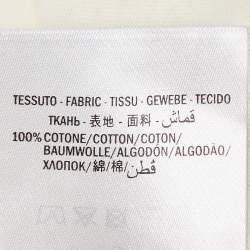 TESSUTO - FABRIC - TISSU - GEWEBE - TECIDO
ТКАНЬ - 表地 - 面料 - قماش
100% COTONE/COTTON/COTON/
BAUMWOLLE/ALGODÓN/ALGODÃO/
ХЛОПОК/綿/棉/قطن